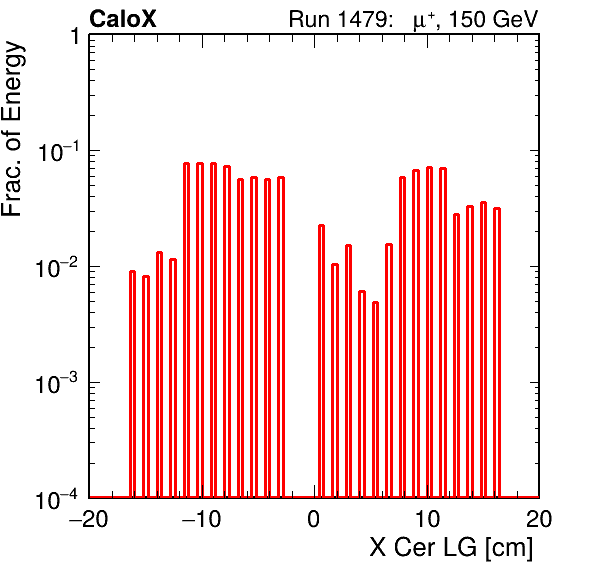 CaloX Run 1479: μ⁺, 150 GeV
Frac. of Energy
1
10⁻¹
10⁻²
10⁻³
10⁻⁴
−20 −10 0 10 20
X Cer LG [cm]